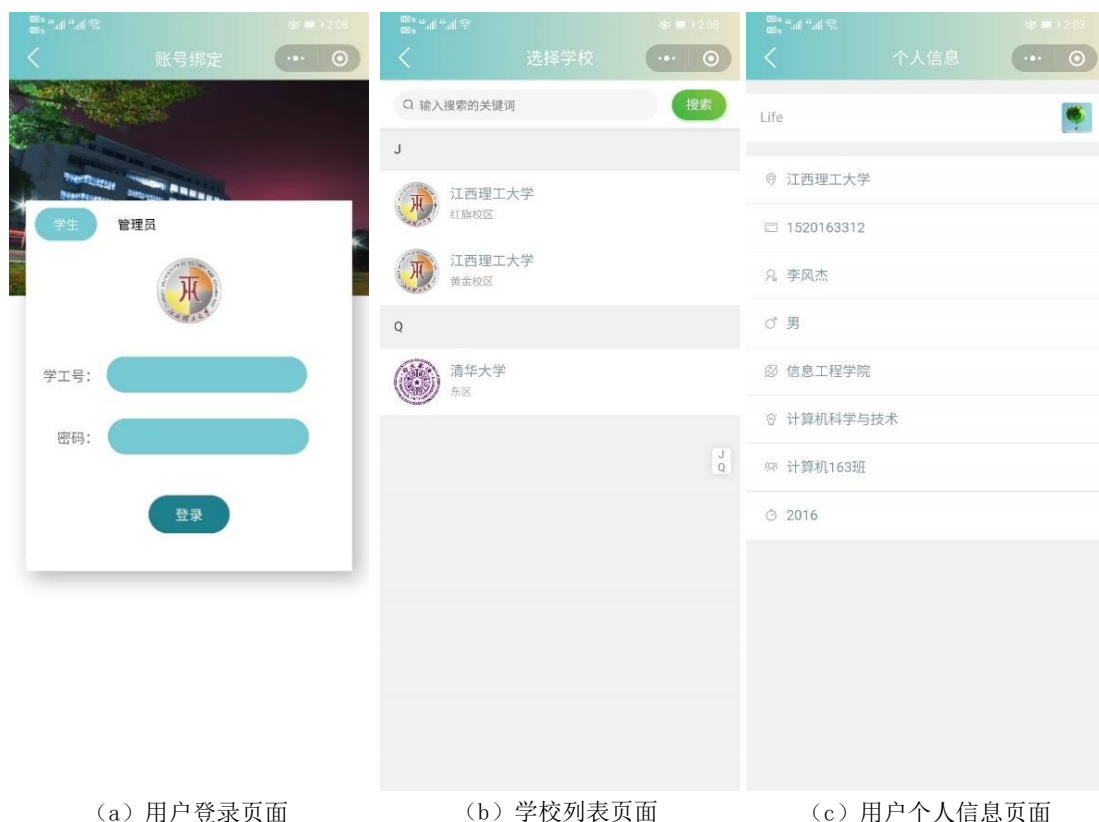 2:08
账号绑定
学生
管理员
学工号：
密码：
登录
（a）用户登录页面
2:08
选择学校
输入搜索的关键词
搜索
J
江西理工大学
红旗校区
江西理工大学
黄金校区
Q
清华大学
东区
J
Q
（b）学校列表页面
2:03
个人信息
Life
江西理工大学
1520163312
李风杰
男
信息工程学院
计算机科学与技术
计算机163班
2016
（c）用户个人信息页面